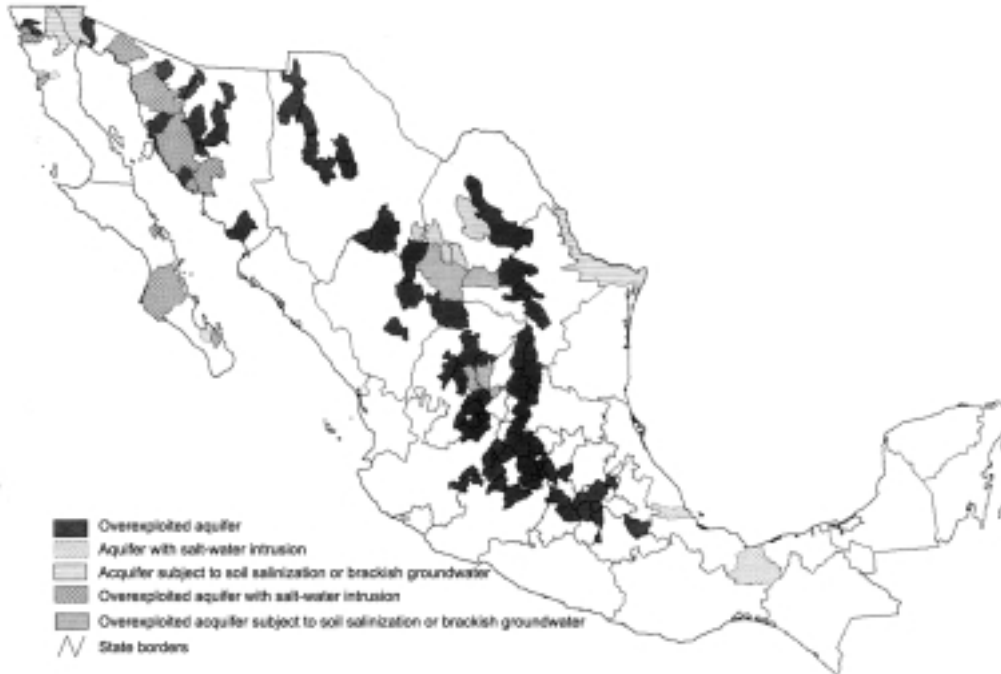 Overexploited aquifer
Aquifer with salt-water intrusion
Acquifer subject to soil salinization or brackish groundwater
Overexploited aquifer with salt-water intrusion
Overexploited acquifer subject to soil salinization or brackish groundwater
State borders